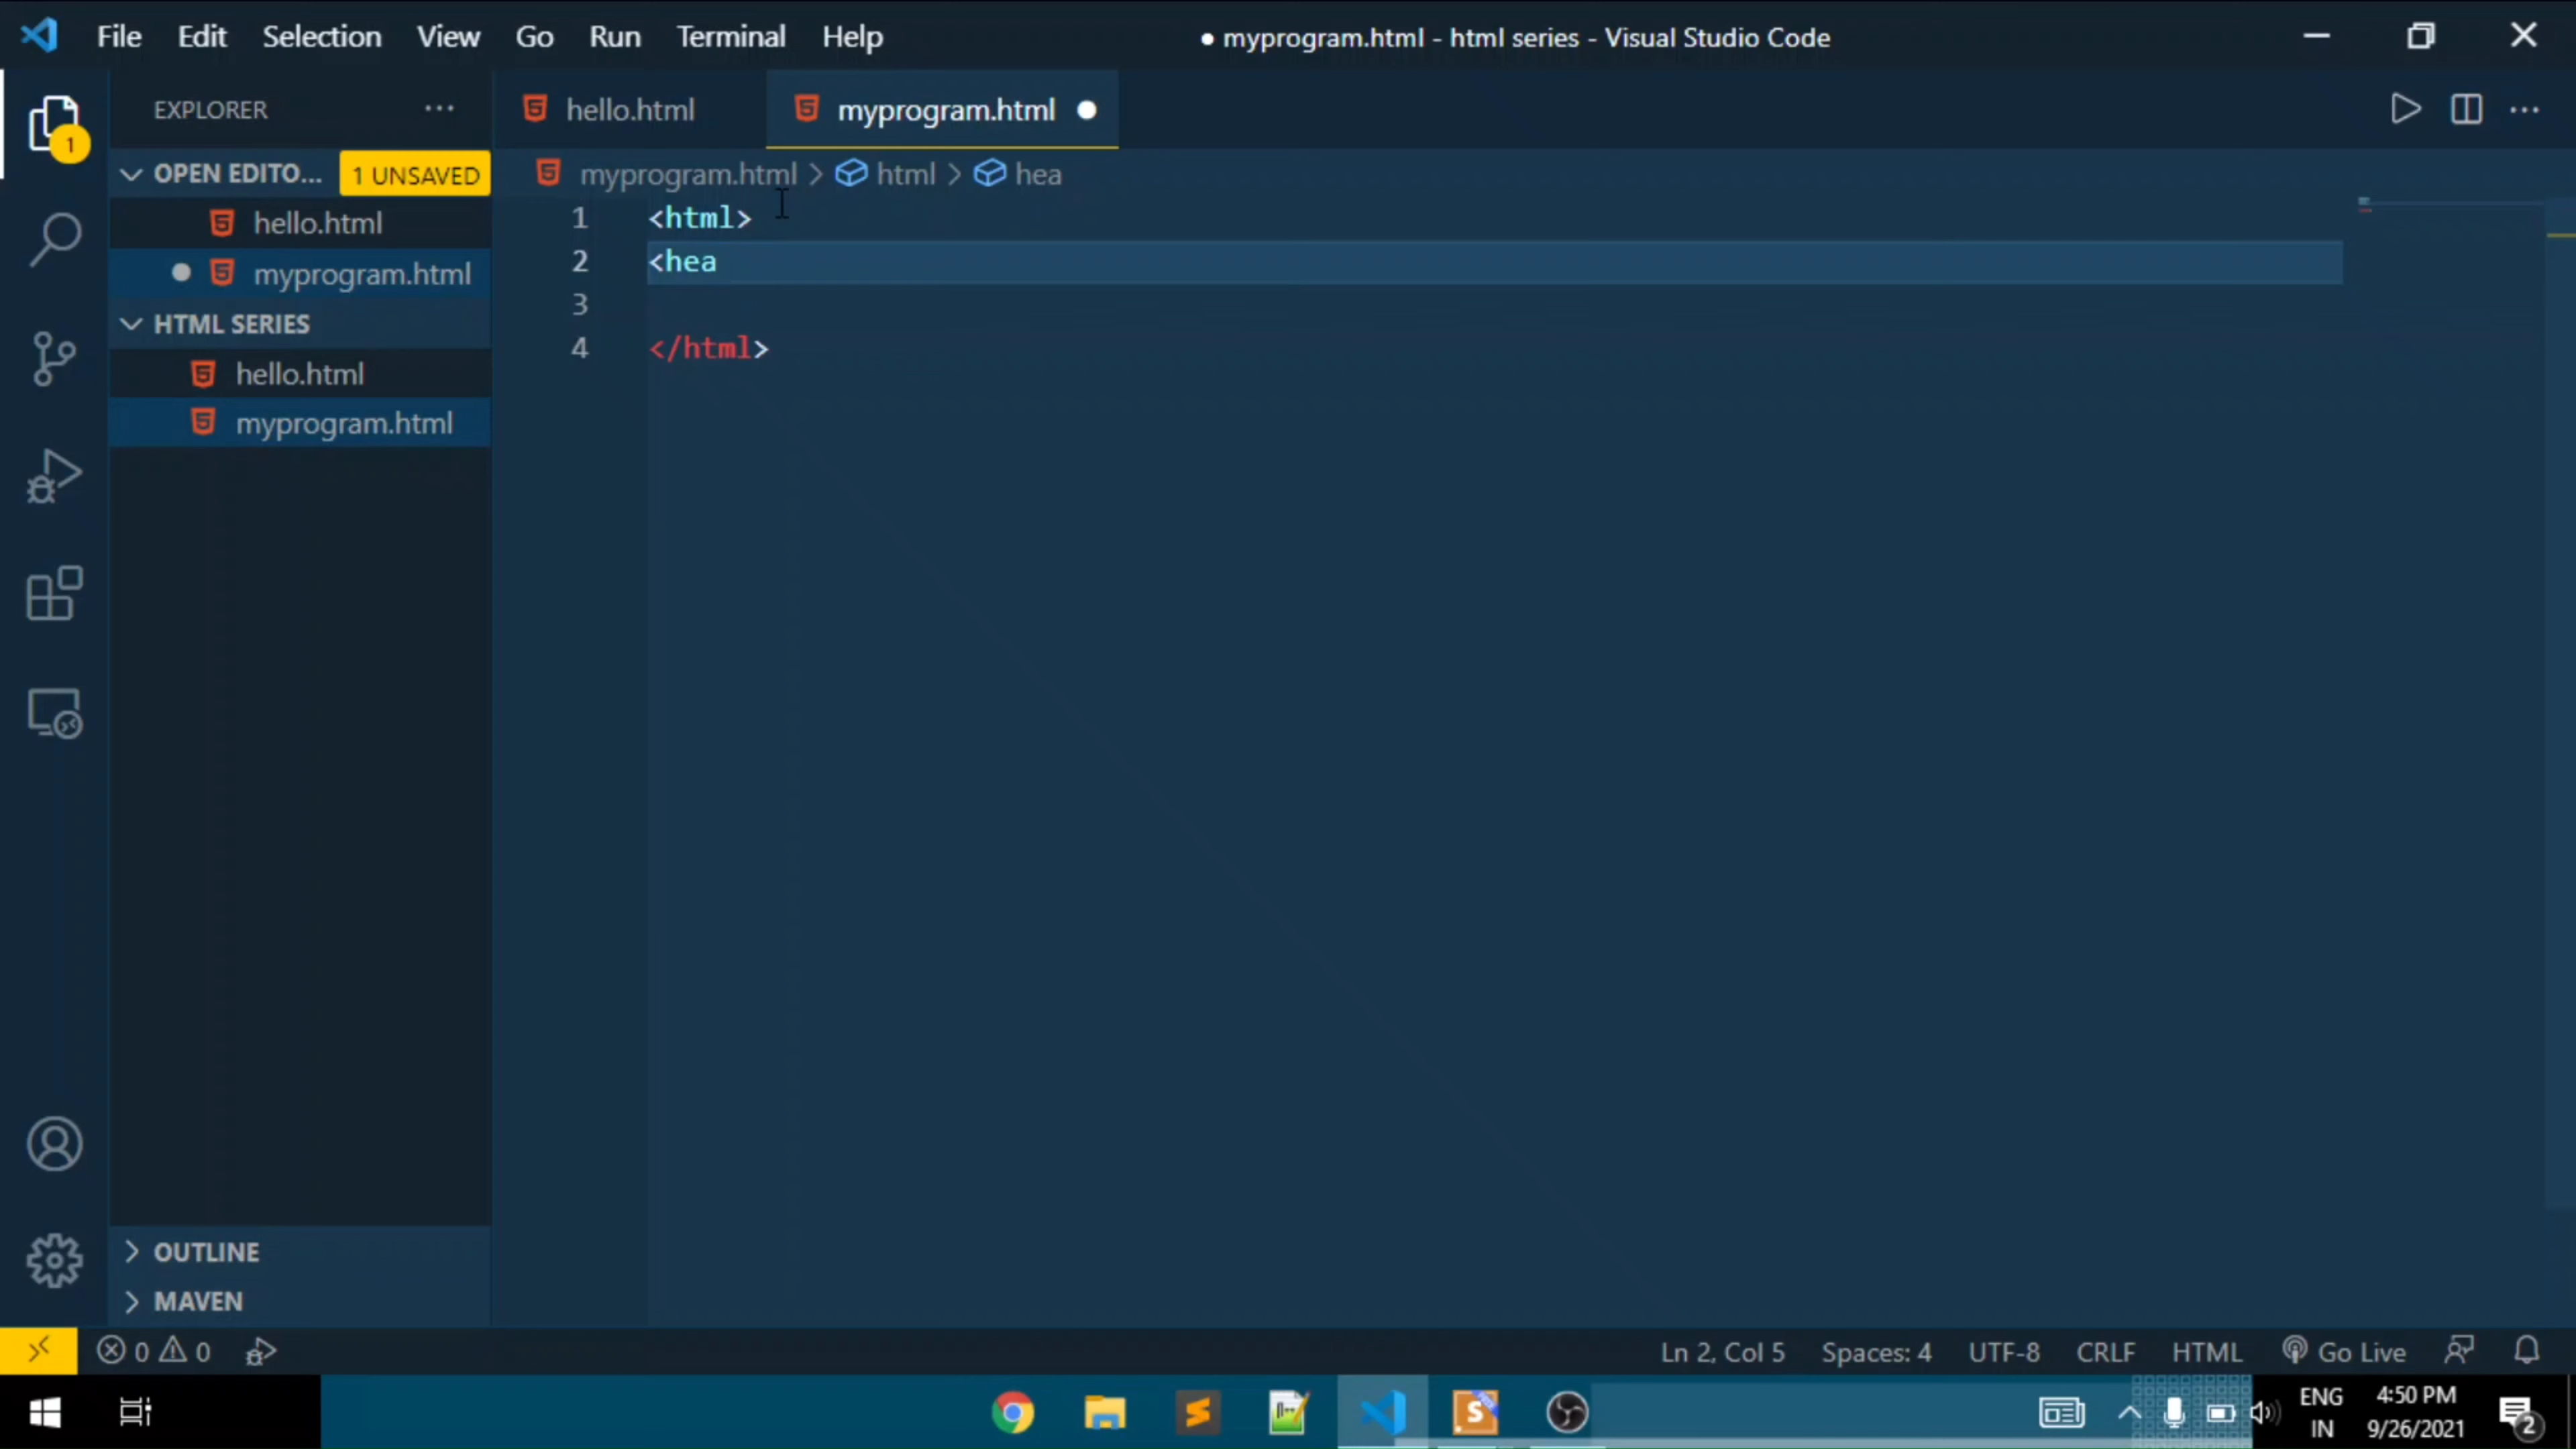 File Edit Selection View Go Run Terminal Help
● myprogram.html - html series - Visual Studio Code
EXPLORER ...
hello.html
myprogram.html ●
1
OPEN EDITO... 1 UNSAVED
hello.html
● myprogram.html
HTML SERIES
hello.html
myprogram.html
OUTLINE
MAVEN
myprogram.html > html > hea
1 <html>
2 <hea
3
4 </html>
0 0
Ln 2, Col 5 Spaces: 4 UTF-8 CRLF HTML Go Live
ENG
IN
4:50 PM
9/26/2021
2